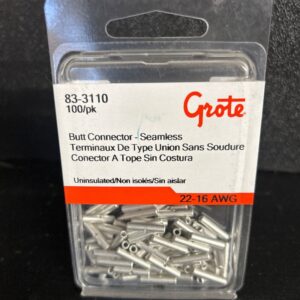 83-3110
100/pk
Grote
Butt Connector - Seamless
Terminaux De Type Union Sans Soudure
Conector A Tope Sin Costura
Uninsulated/Non isolés/Sin aislar
22-16 AWG